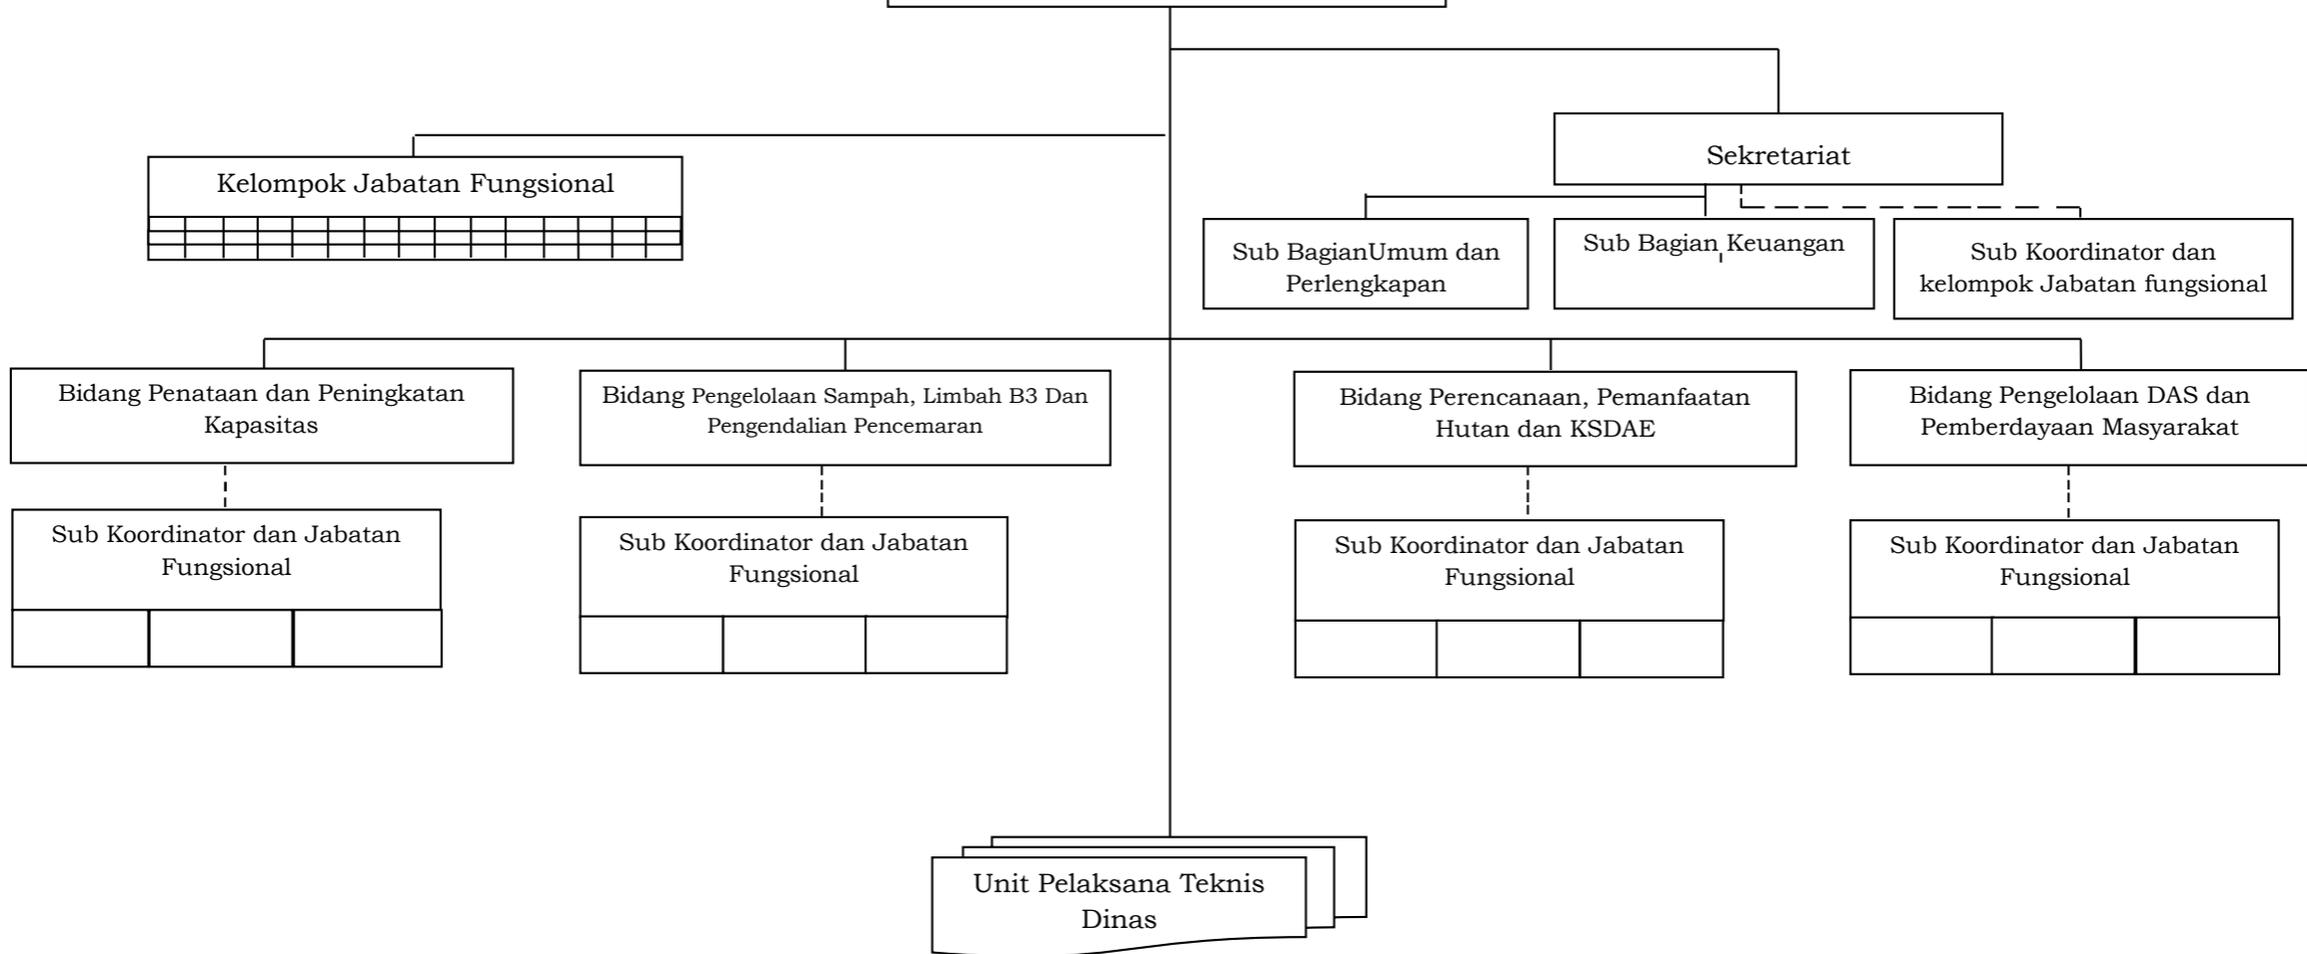 Sekretariat
Kelompok Jabatan Fungsional
Sub BagianUmum dan
Perlengkapan
Sub Bagian Keuangan
Sub Koordinator dan
kelompok Jabatan fungsional
Bidang Penataan dan Peningkatan
Kapasitas
Bidang Pengelolaan Sampah, Limbah B3 Dan
Pengendalian Pencemaran
Bidang Perencanaan, Pemanfaatan
Hutan dan KSDAE
Bidang Pengelolaan DAS dan
Pemberdayaan Masyarakat
Sub Koordinator dan Jabatan
Fungsional
Sub Koordinator dan Jabatan
Fungsional
Sub Koordinator dan Jabatan
Fungsional
Sub Koordinator dan Jabatan
Fungsional
Unit Pelaksana Teknis
Dinas